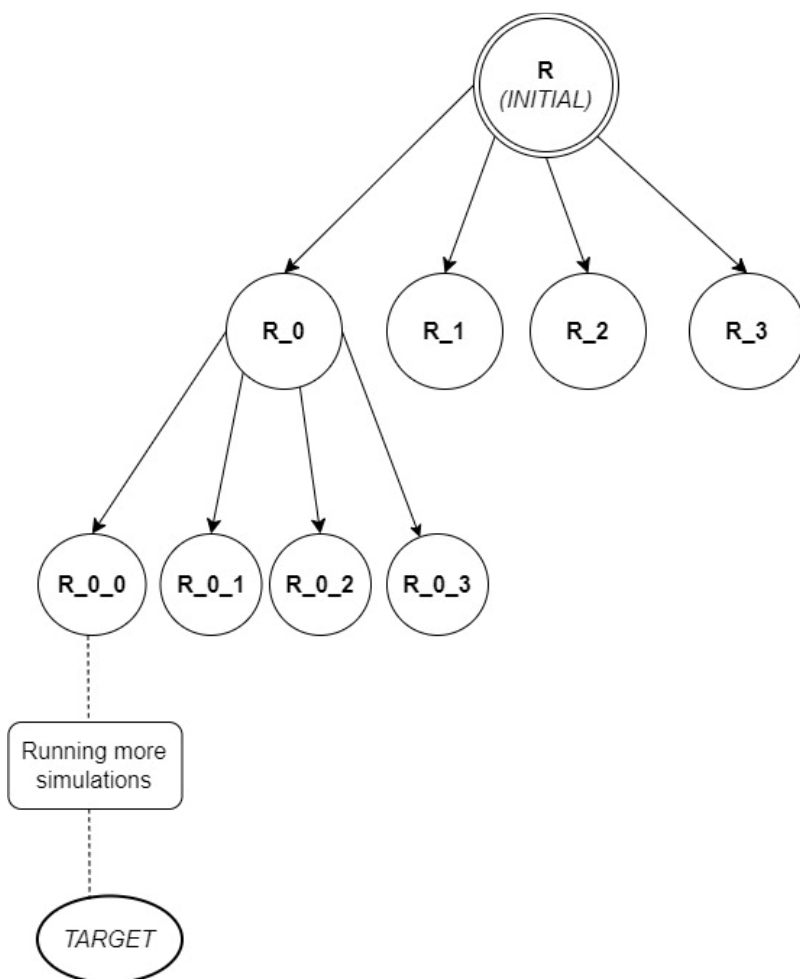 R
(INITIAL)
R_0
R_1
R_2
R_3
R_0_0
R_0_1
R_0_2
R_0_3
Running more
simulations
TARGET